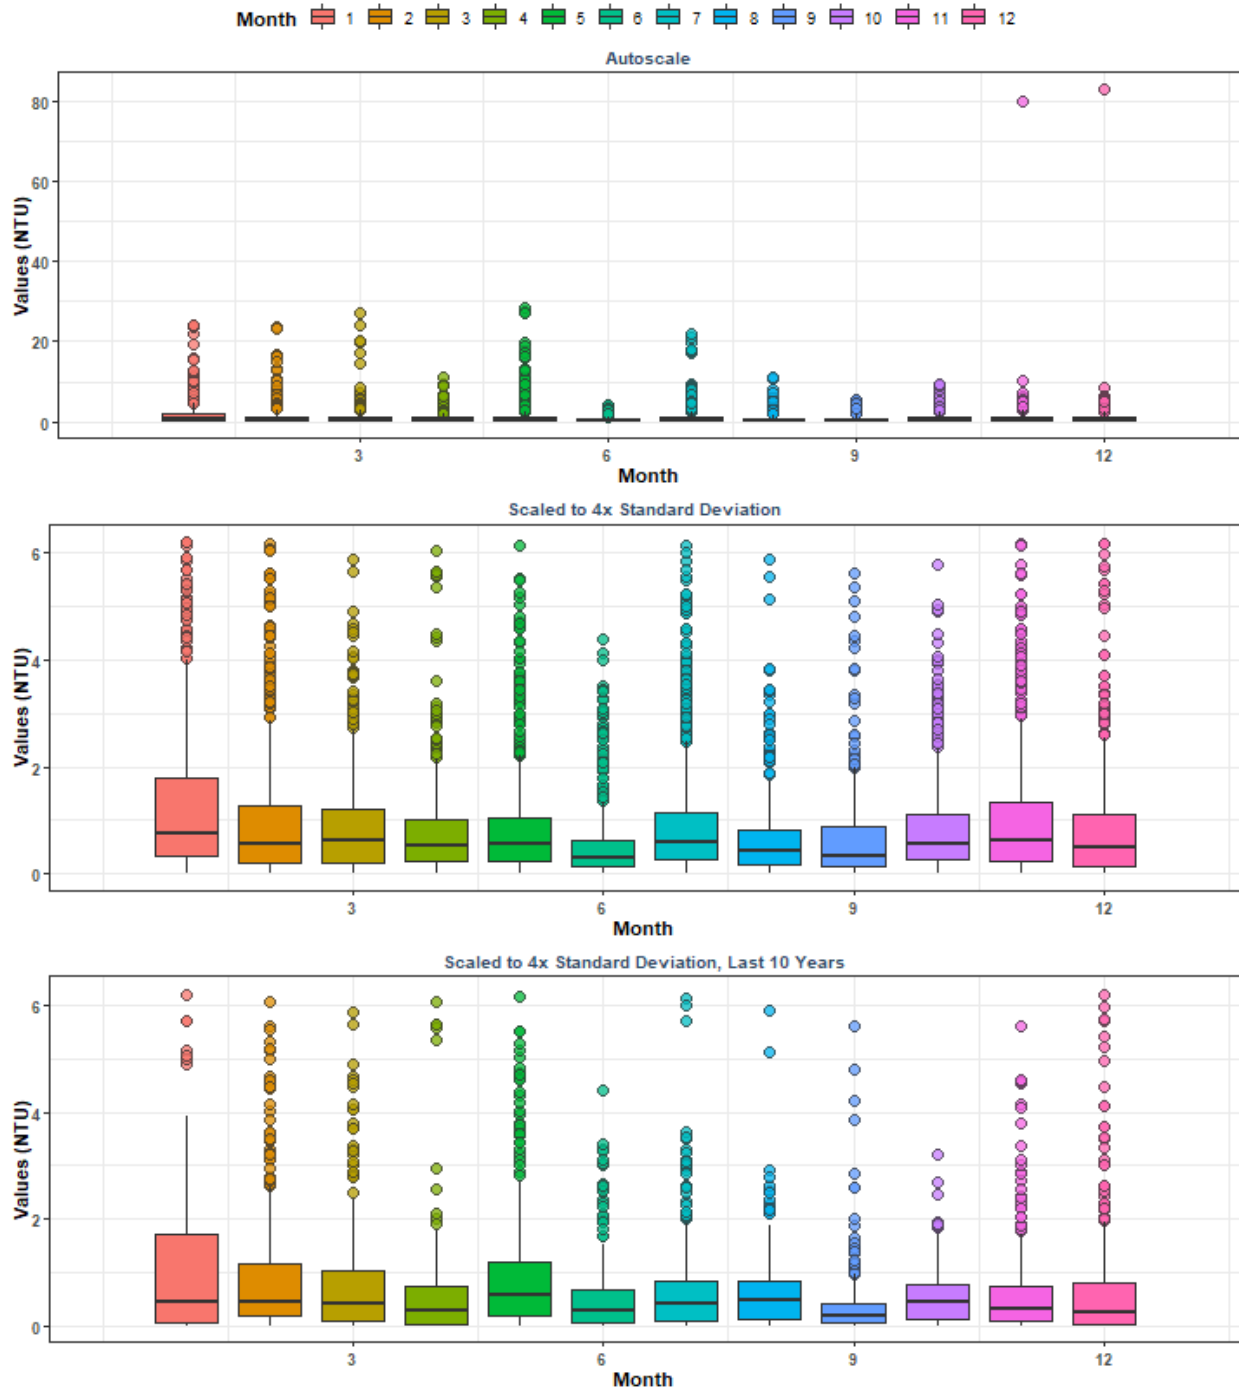 Month 1 2 3 4 5 6 7 8 9 10 11 12
Autoscale
Values (NTU)
80
60
40
20
0
3 6 9 12
Month
Scaled to 4x Standard Deviation
Values (NTU)
6
4
2
0
3 6 9 12
Month
Scaled to 4x Standard Deviation, Last 10 Years
Values (NTU)
6
4
2
0
3 6 9 12
Month